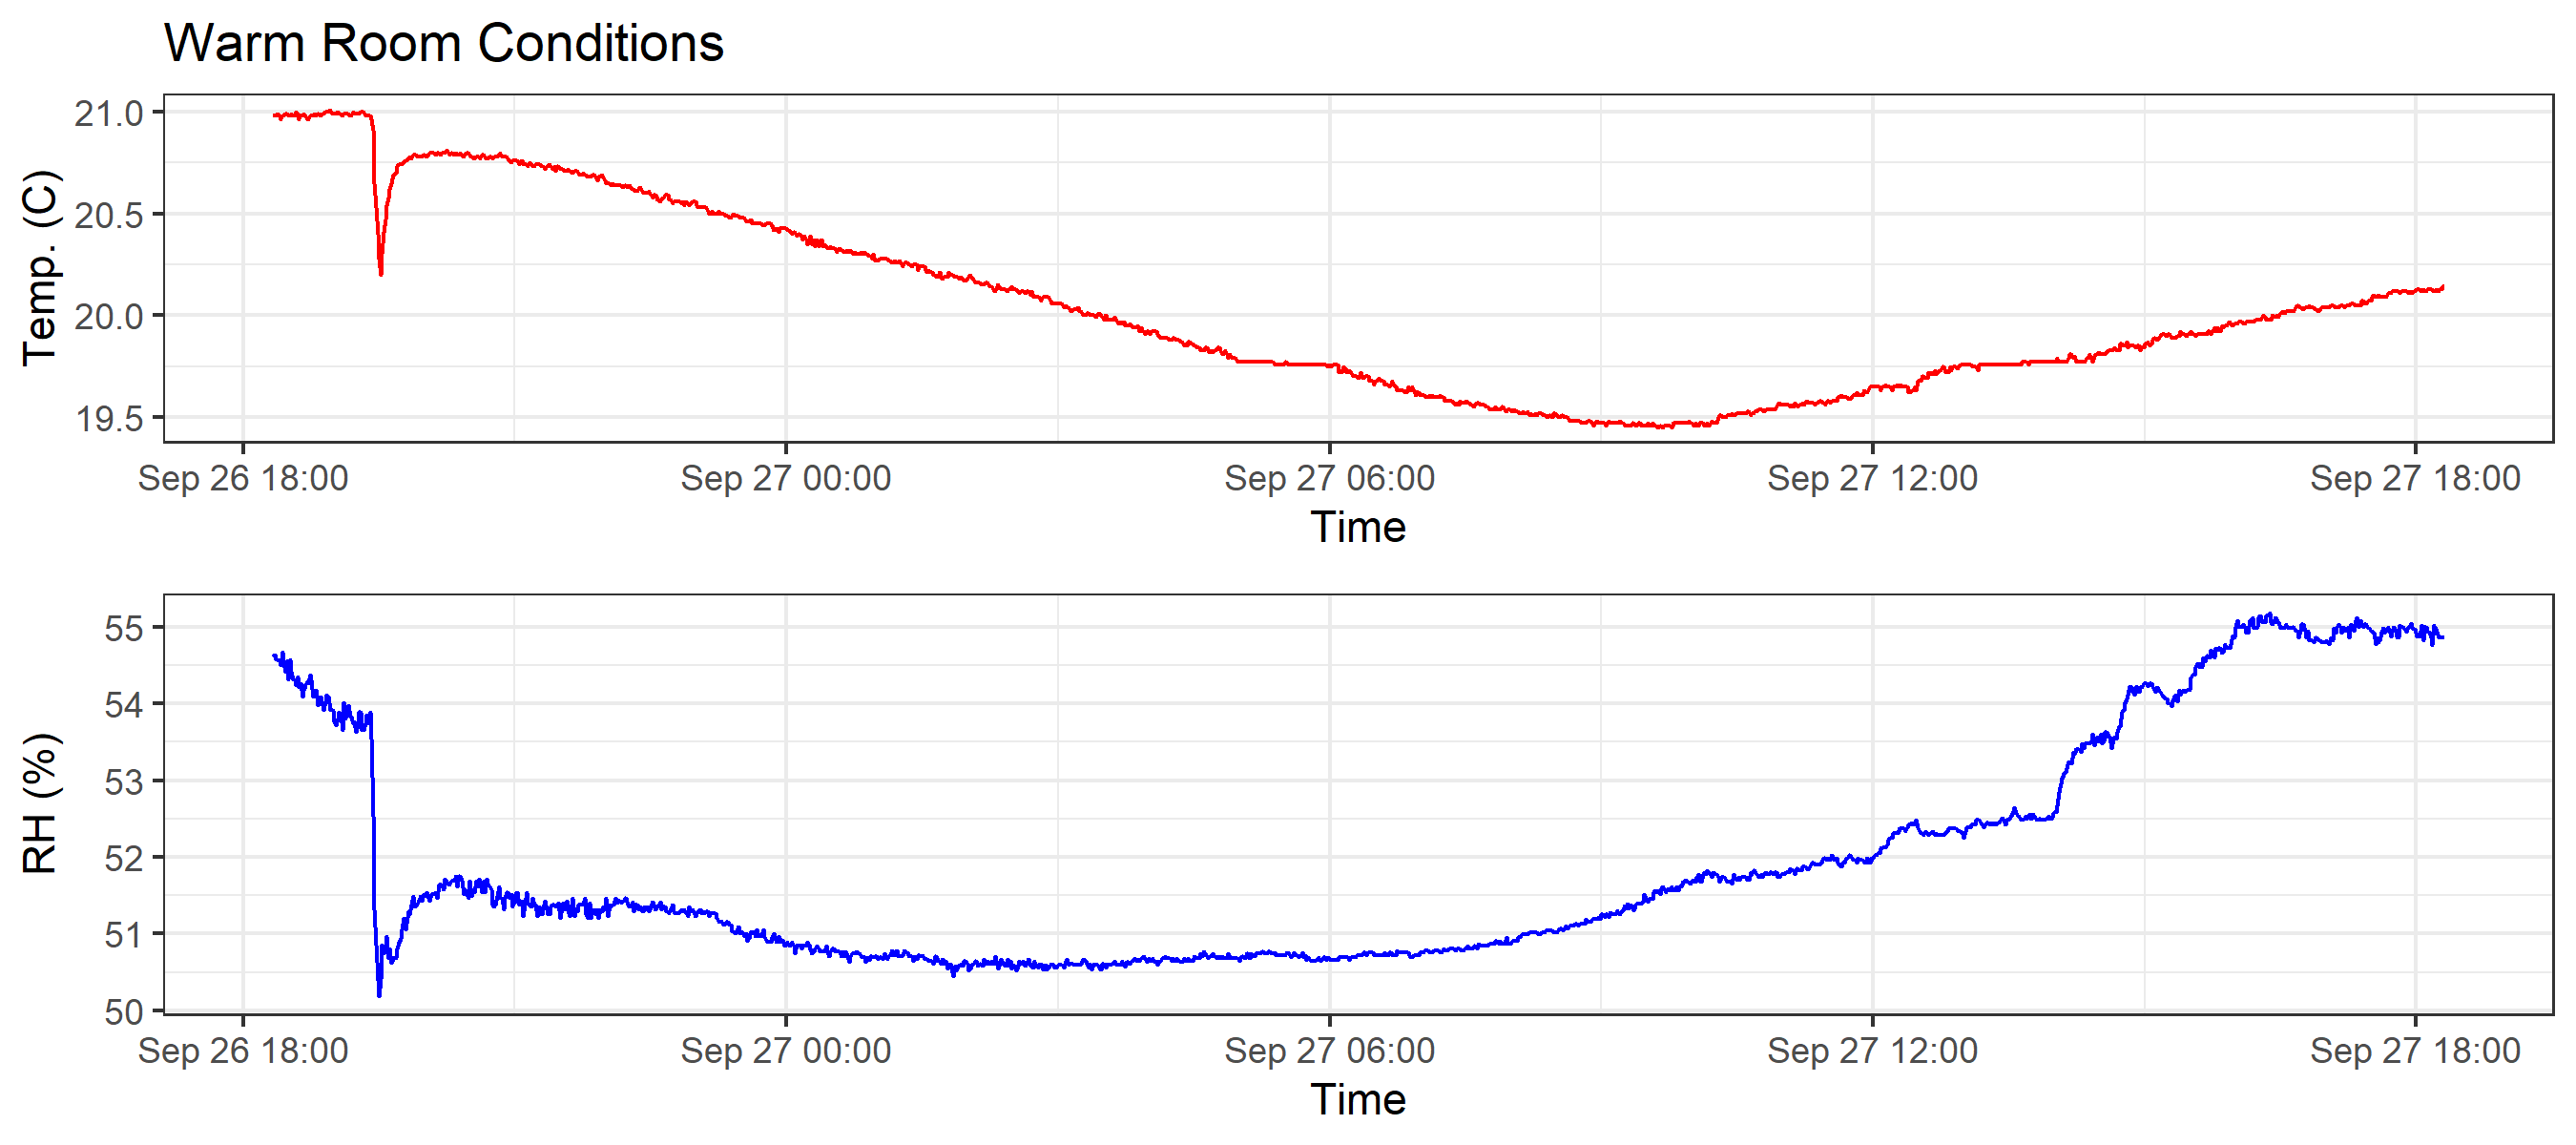 Warm Room Conditions
Temp. (C)
21.0
20.5
20.0
19.5
Sep 26 18:00 Sep 27 00:00 Sep 27 06:00 Sep 27 12:00 Sep 27 18:00
Time
RH (%)
55
54
53
52
51
50
Sep 26 18:00 Sep 27 00:00 Sep 27 06:00 Sep 27 12:00 Sep 27 18:00
Time